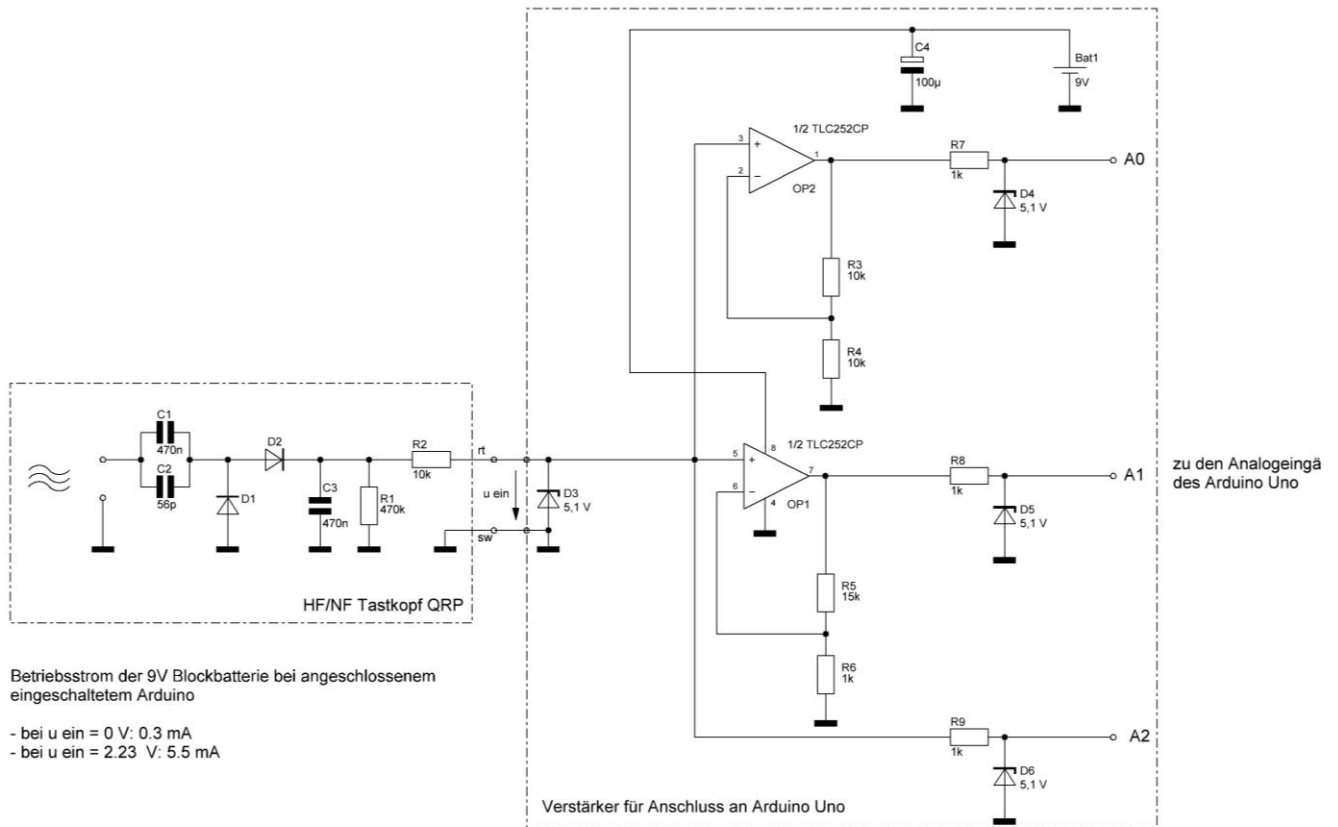 C4
100µ
Bat1
9V
1/2 TLC252CP
3
+
2
−
1
OP2
R7
1k
A0
D4
5,1 V
R3
10k
R4
10k
C1
470n
C2
56p
D2
D1
C3
470n
R1
470k
R2
10k
rt
u ein
sw
D3
5,1 V
HF/NF Tastkopf QRP
1/2 TLC252CP
5
+
6
−
8
7
4
OP1
R8
1k
A1
D5
5,1 V
zu den Analogeingä
des Arduino Uno
R5
15k
R6
1k
R9
1k
A2
D6
5,1 V
Verstärker für Anschluss an Arduino Uno
Betriebsstrom der 9V Blockbatterie bei angeschlossenem
eingeschaltetem Arduino
- bei u ein = 0 V: 0.3 mA
- bei u ein = 2.23 V: 5.5 mA